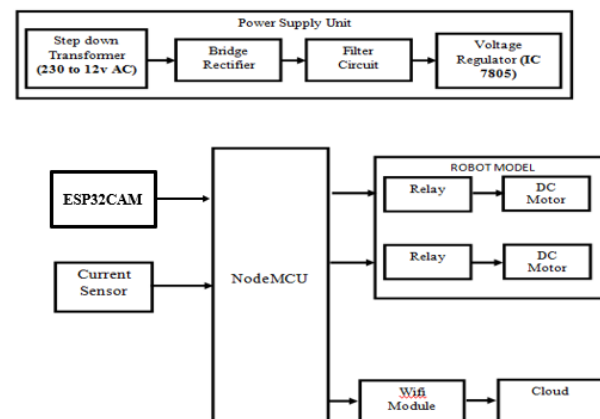 Power Supply Unit
Step down
Transformer
(230 to 12v AC)
Bridge
Rectifier
Filter
Circuit
Voltage
Regulator (IC
7805)
ESP32CAM
Current
Sensor
NodeMCU
ROBOT MODEL
Relay
DC
Motor
Relay
DC
Motor
Wifi
Module
Cloud